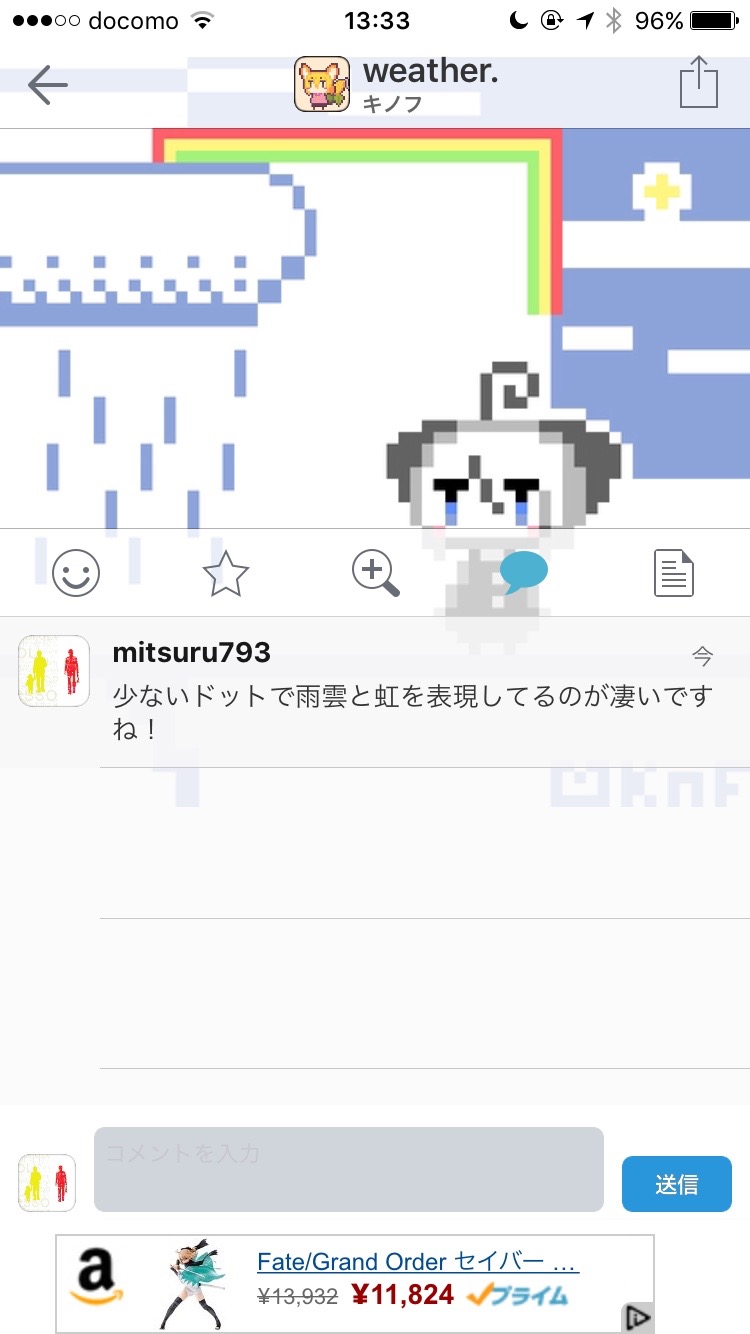 docomo 13:33 96%
weather.
キノフ
mitsuru793 今
少ないドットで雨雲と虹を表現してるのが凄いです
ね！
コメントを入力
送信
a
Fate/Grand Order セイバー ...
¥13,932 ¥11,824 プライム